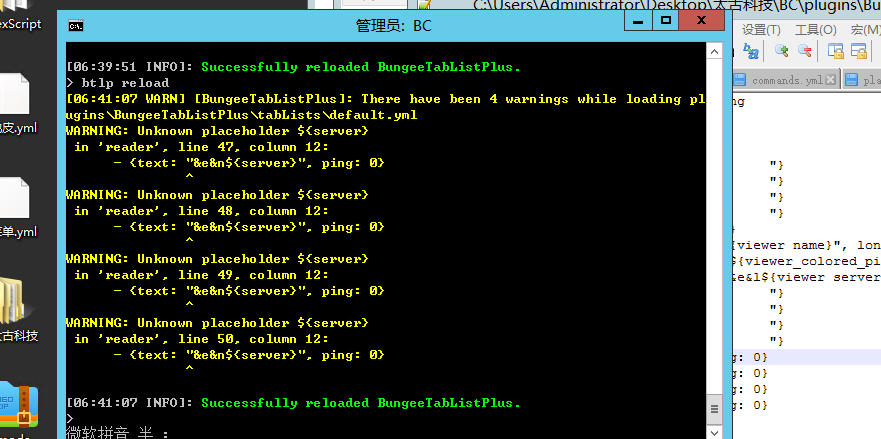 C:\Users\Administrator\Desktop\太古科技\BC\plugins\Bu
管理员: BC
exScript
皮.yml
单.yml
太古科技
[06:39:51 INFO]: Successfully reloaded BungeeTabListPlus.
> btlp reload
[06:41:07 WARN] [BungeeTabListPlus]: There have been 4 warnings while loading pl
ugins\BungeeTabListPlus\tabLists\default.yml
WARNING: Unknown placeholder ${server}
in 'reader', line 47, column 12:
- {text: "&e&n${server}", ping: 0}
^
WARNING: Unknown placeholder ${server}
in 'reader', line 48, column 12:
- {text: "&e&n${server}", ping: 0}
^
WARNING: Unknown placeholder ${server}
in 'reader', line 49, column 12:
- {text: "&e&n${server}", ping: 0}
^
WARNING: Unknown placeholder ${server}
in 'reader', line 50, column 12:
- {text: "&e&n${server}", ping: 0}
^
[06:41:07 INFO]: Successfully reloaded BungeeTabListPlus.
>
微软拼音 半 :
设置(T) 工具(O) 宏(M)
commands.yml
pla
ng
"}
"}
"}
"}
}
{viewer name}", lon
${viewer_colored_pi
&e&l${viewer server
"}
"}
"}
"}
g: 0}
g: 0}
g: 0}
g: 0}